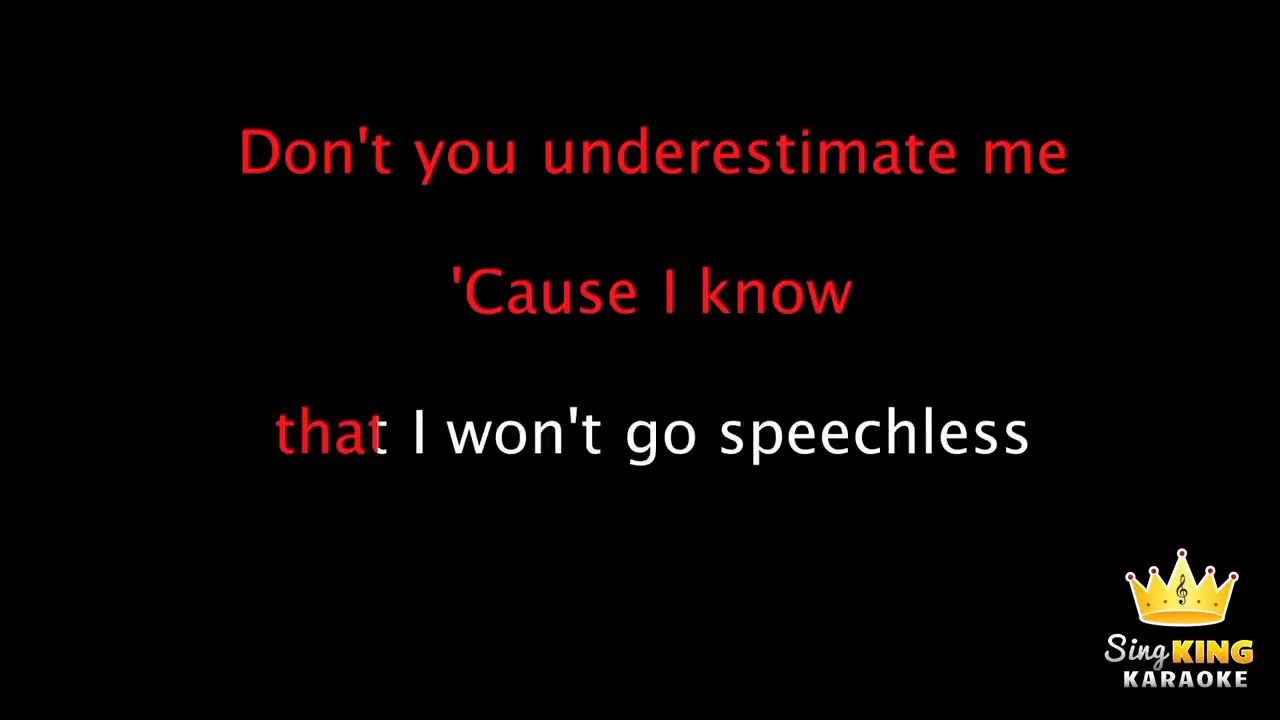 Don't you underestimate me
'Cause I know
that I won't go speechless
Sing KING
KARAOKE